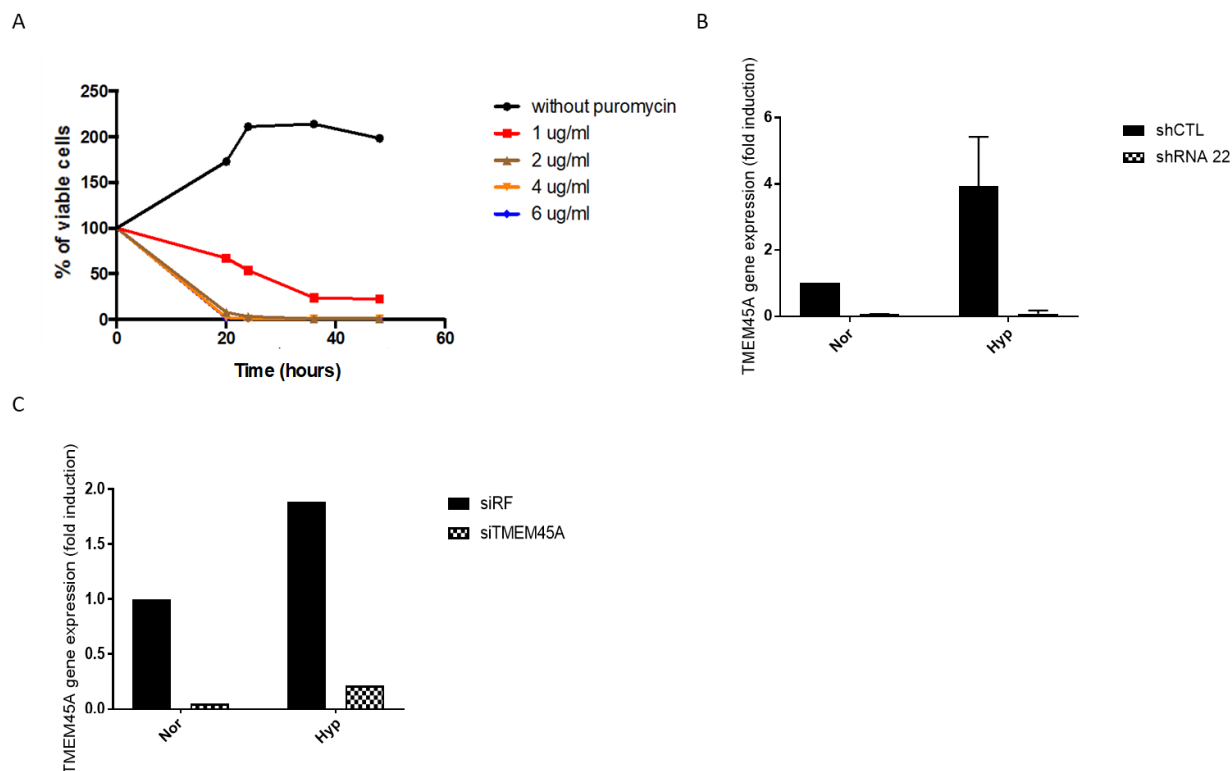 A
% of viable cells
250
200
150
100
50
0
0
20
40
60
Time (hours)
without puromycin
1 ug/ml
2 ug/ml
4 ug/ml
6 ug/ml
B
TMEM45A gene expression (fold induction)
6
4
2
0
Nor
Hyp
shCTL
shRNA 22
C
TMEM45A gene expression (fold induction)
2.0
1.5
1.0
0.5
0.0
Nor
Hyp
siRF
siTMEM45A